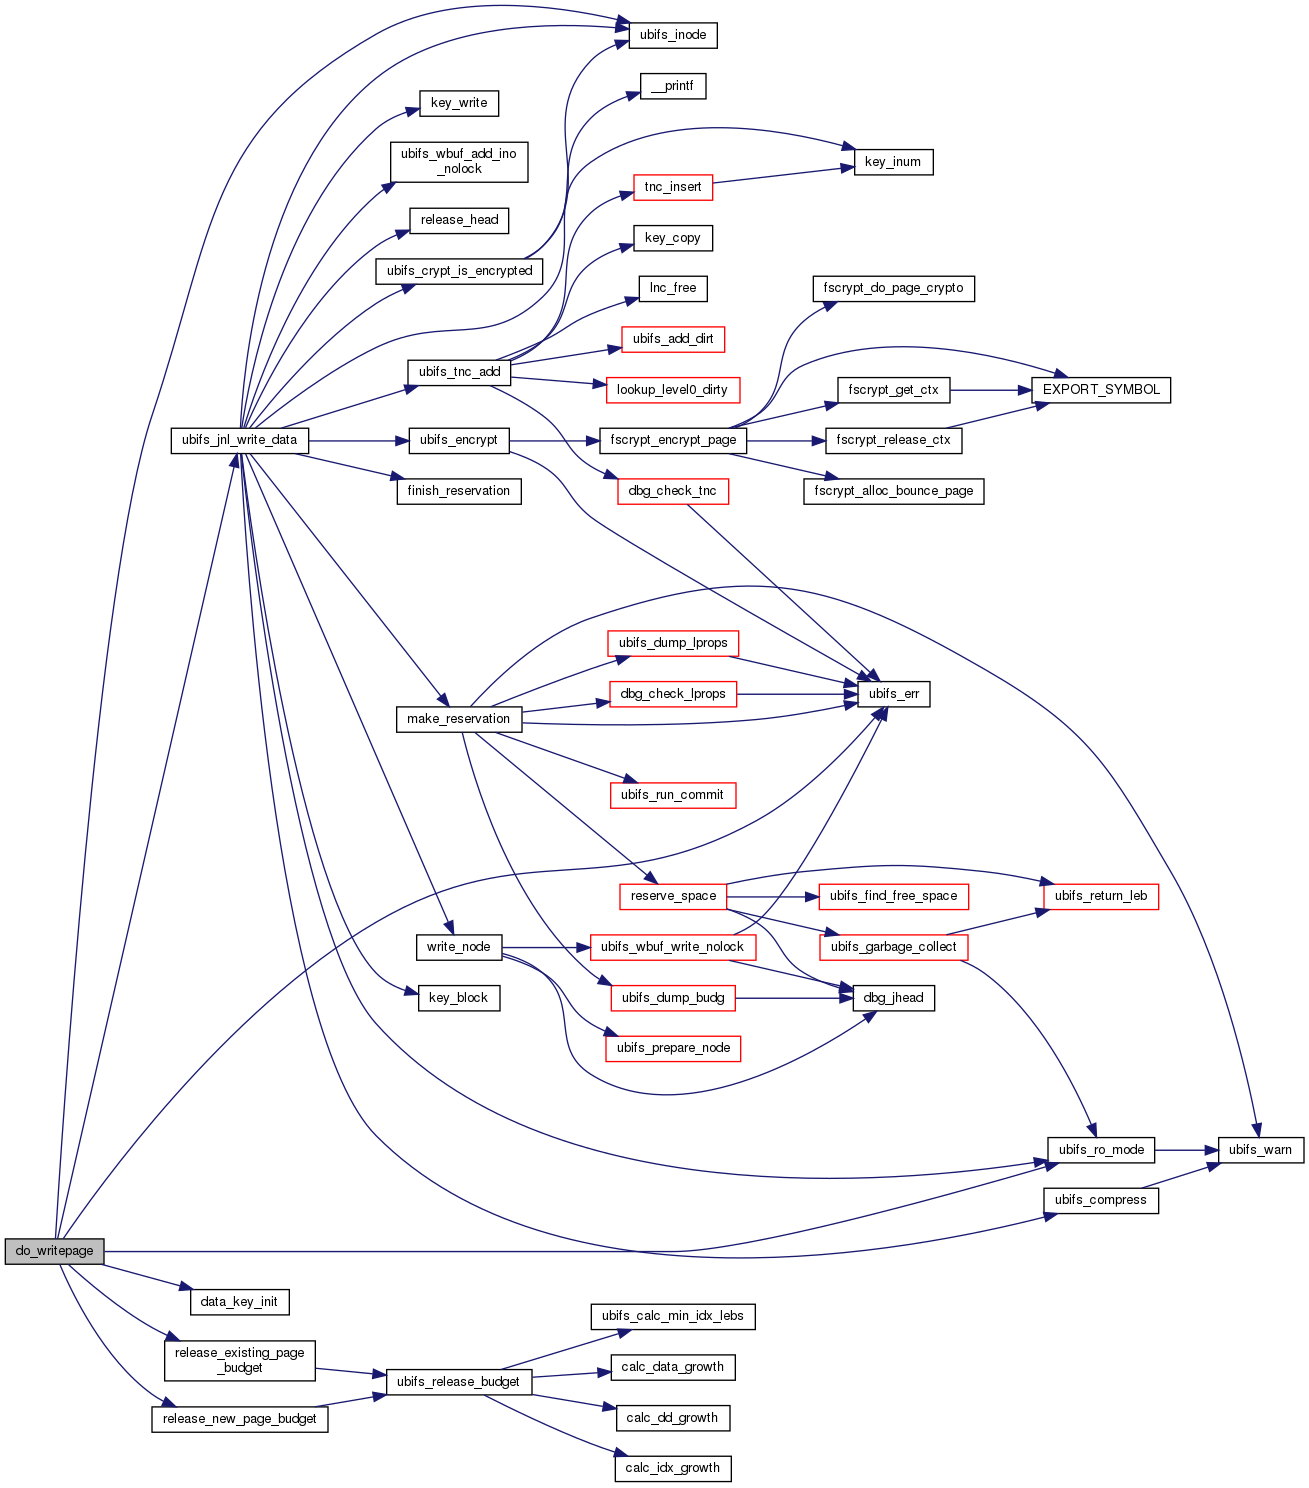 ubifs_inode
__printf
key_write
ubifs_wbuf_add_ino
_nolock
key_inum
tnc_insert
release_head
key_copy
ubifs_crypt_is_encrypted
lnc_free
fscrypt_do_page_crypto
ubifs_add_dirt
ubifs_tnc_add
lookup_level0_dirty
fscrypt_get_ctx
EXPORT_SYMBOL
ubifs_jnl_write_data
ubifs_encrypt
fscrypt_encrypt_page
fscrypt_release_ctx
finish_reservation
dbg_check_tnc
fscrypt_alloc_bounce_page
ubifs_dump_lprops
dbg_check_lprops
ubifs_err
make_reservation
ubifs_run_commit
reserve_space
ubifs_find_free_space
ubifs_return_leb
write_node
ubifs_wbuf_write_nolock
ubifs_garbage_collect
key_block
ubifs_dump_budg
dbg_jhead
ubifs_prepare_node
ubifs_ro_mode
ubifs_warn
ubifs_compress
do_writepage
data_key_init
ubifs_calc_min_idx_lebs
release_existing_page
_budget
calc_data_growth
ubifs_release_budget
release_new_page_budget
calc_dd_growth
calc_idx_growth